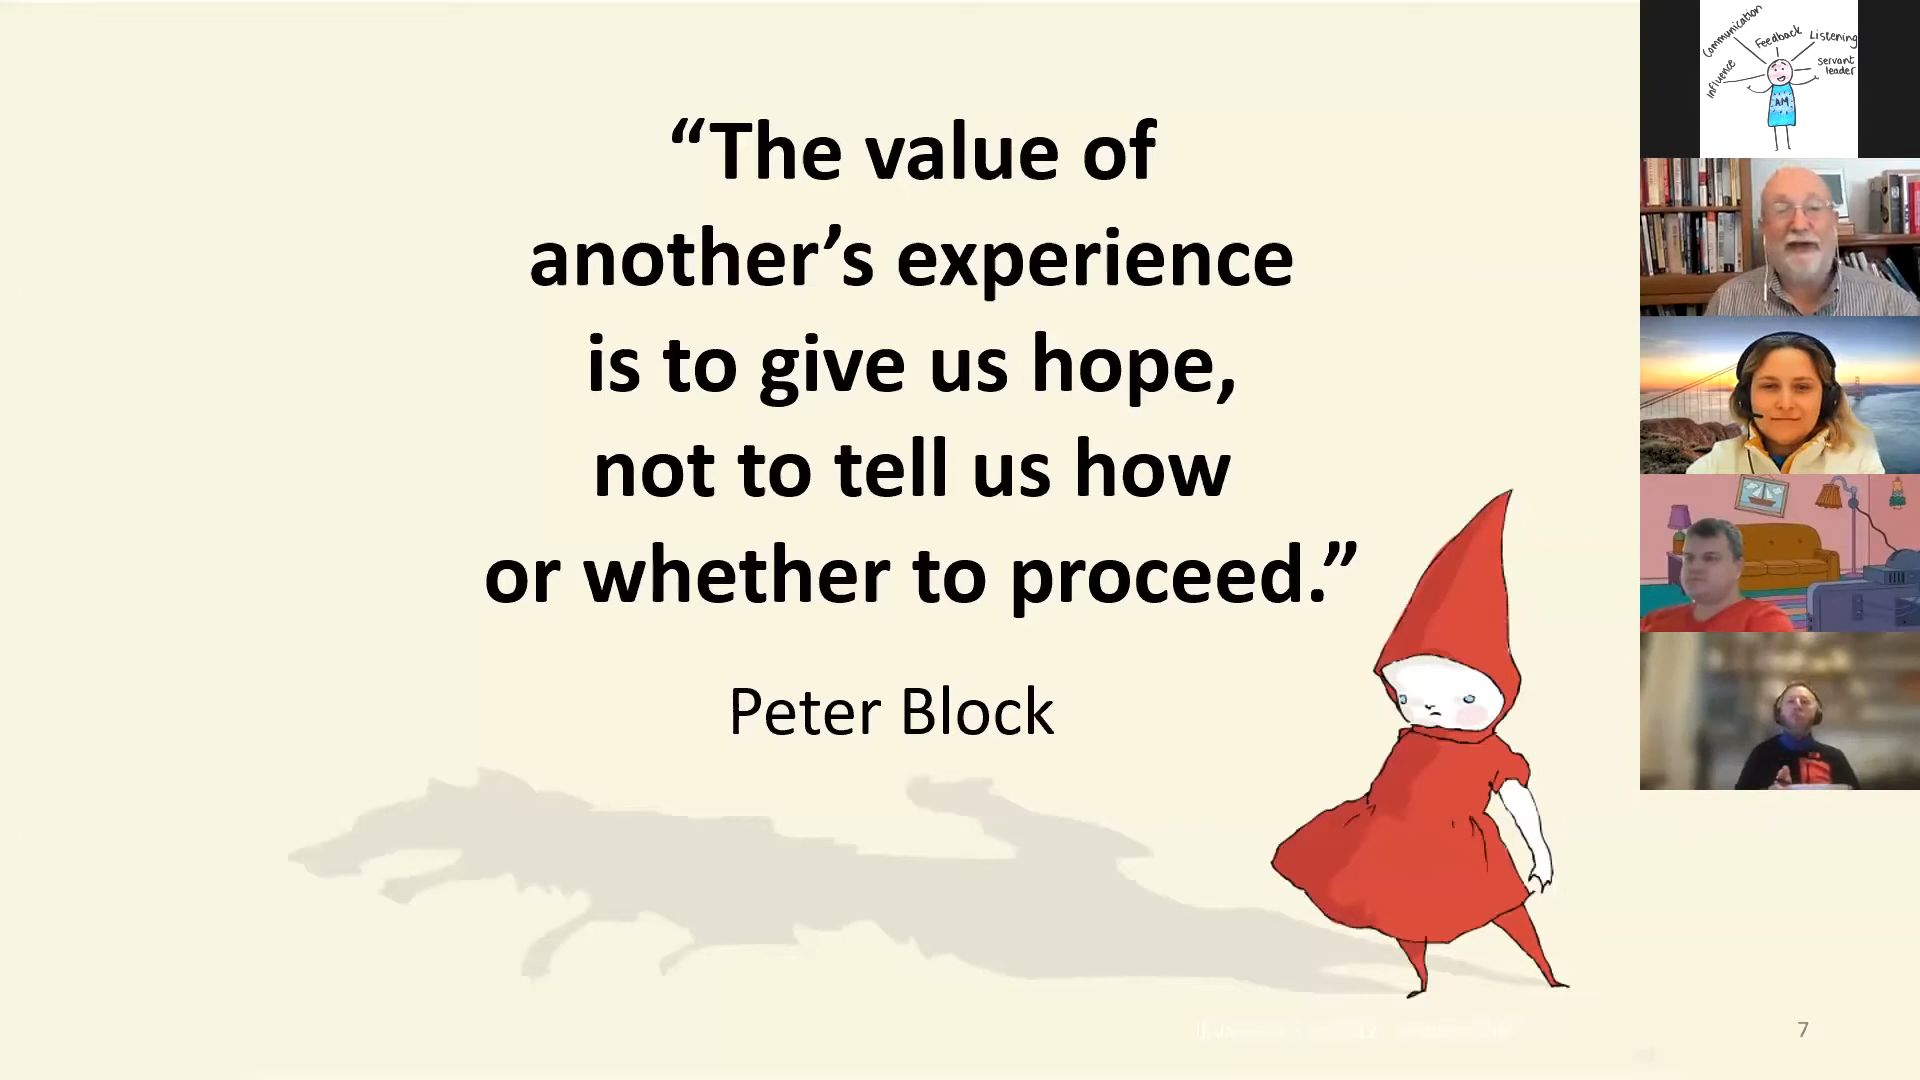 “The value of
another’s experience
is to give us hope,
not to tell us how
or whether to proceed.”
Peter Block
7
Communication
Feedback
Listening
Influence
servant
leader
AM